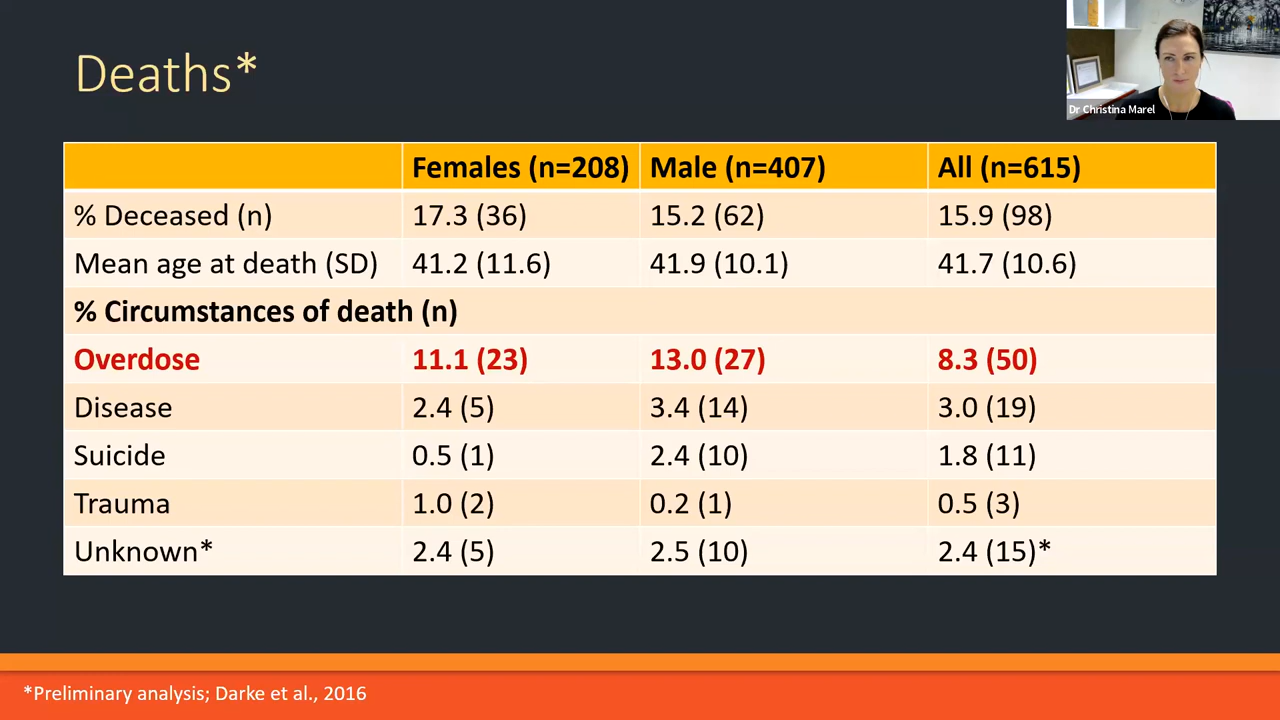 Deaths*
Dr Christina Marel
Females (n=208) Male (n=407) All (n=615)
% Deceased (n) 17.3 (36) 15.2 (62) 15.9 (98)
Mean age at death (SD) 41.2 (11.6) 41.9 (10.1) 41.7 (10.6)
% Circumstances of death (n)
Overdose 11.1 (23) 13.0 (27) 8.3 (50)
Disease 2.4 (5) 3.4 (14) 3.0 (19)
Suicide 0.5 (1) 2.4 (10) 1.8 (11)
Trauma 1.0 (2) 0.2 (1) 0.5 (3)
Unknown* 2.4 (5) 2.5 (10) 2.4 (15)*
*Preliminary analysis; Darke et al., 2016